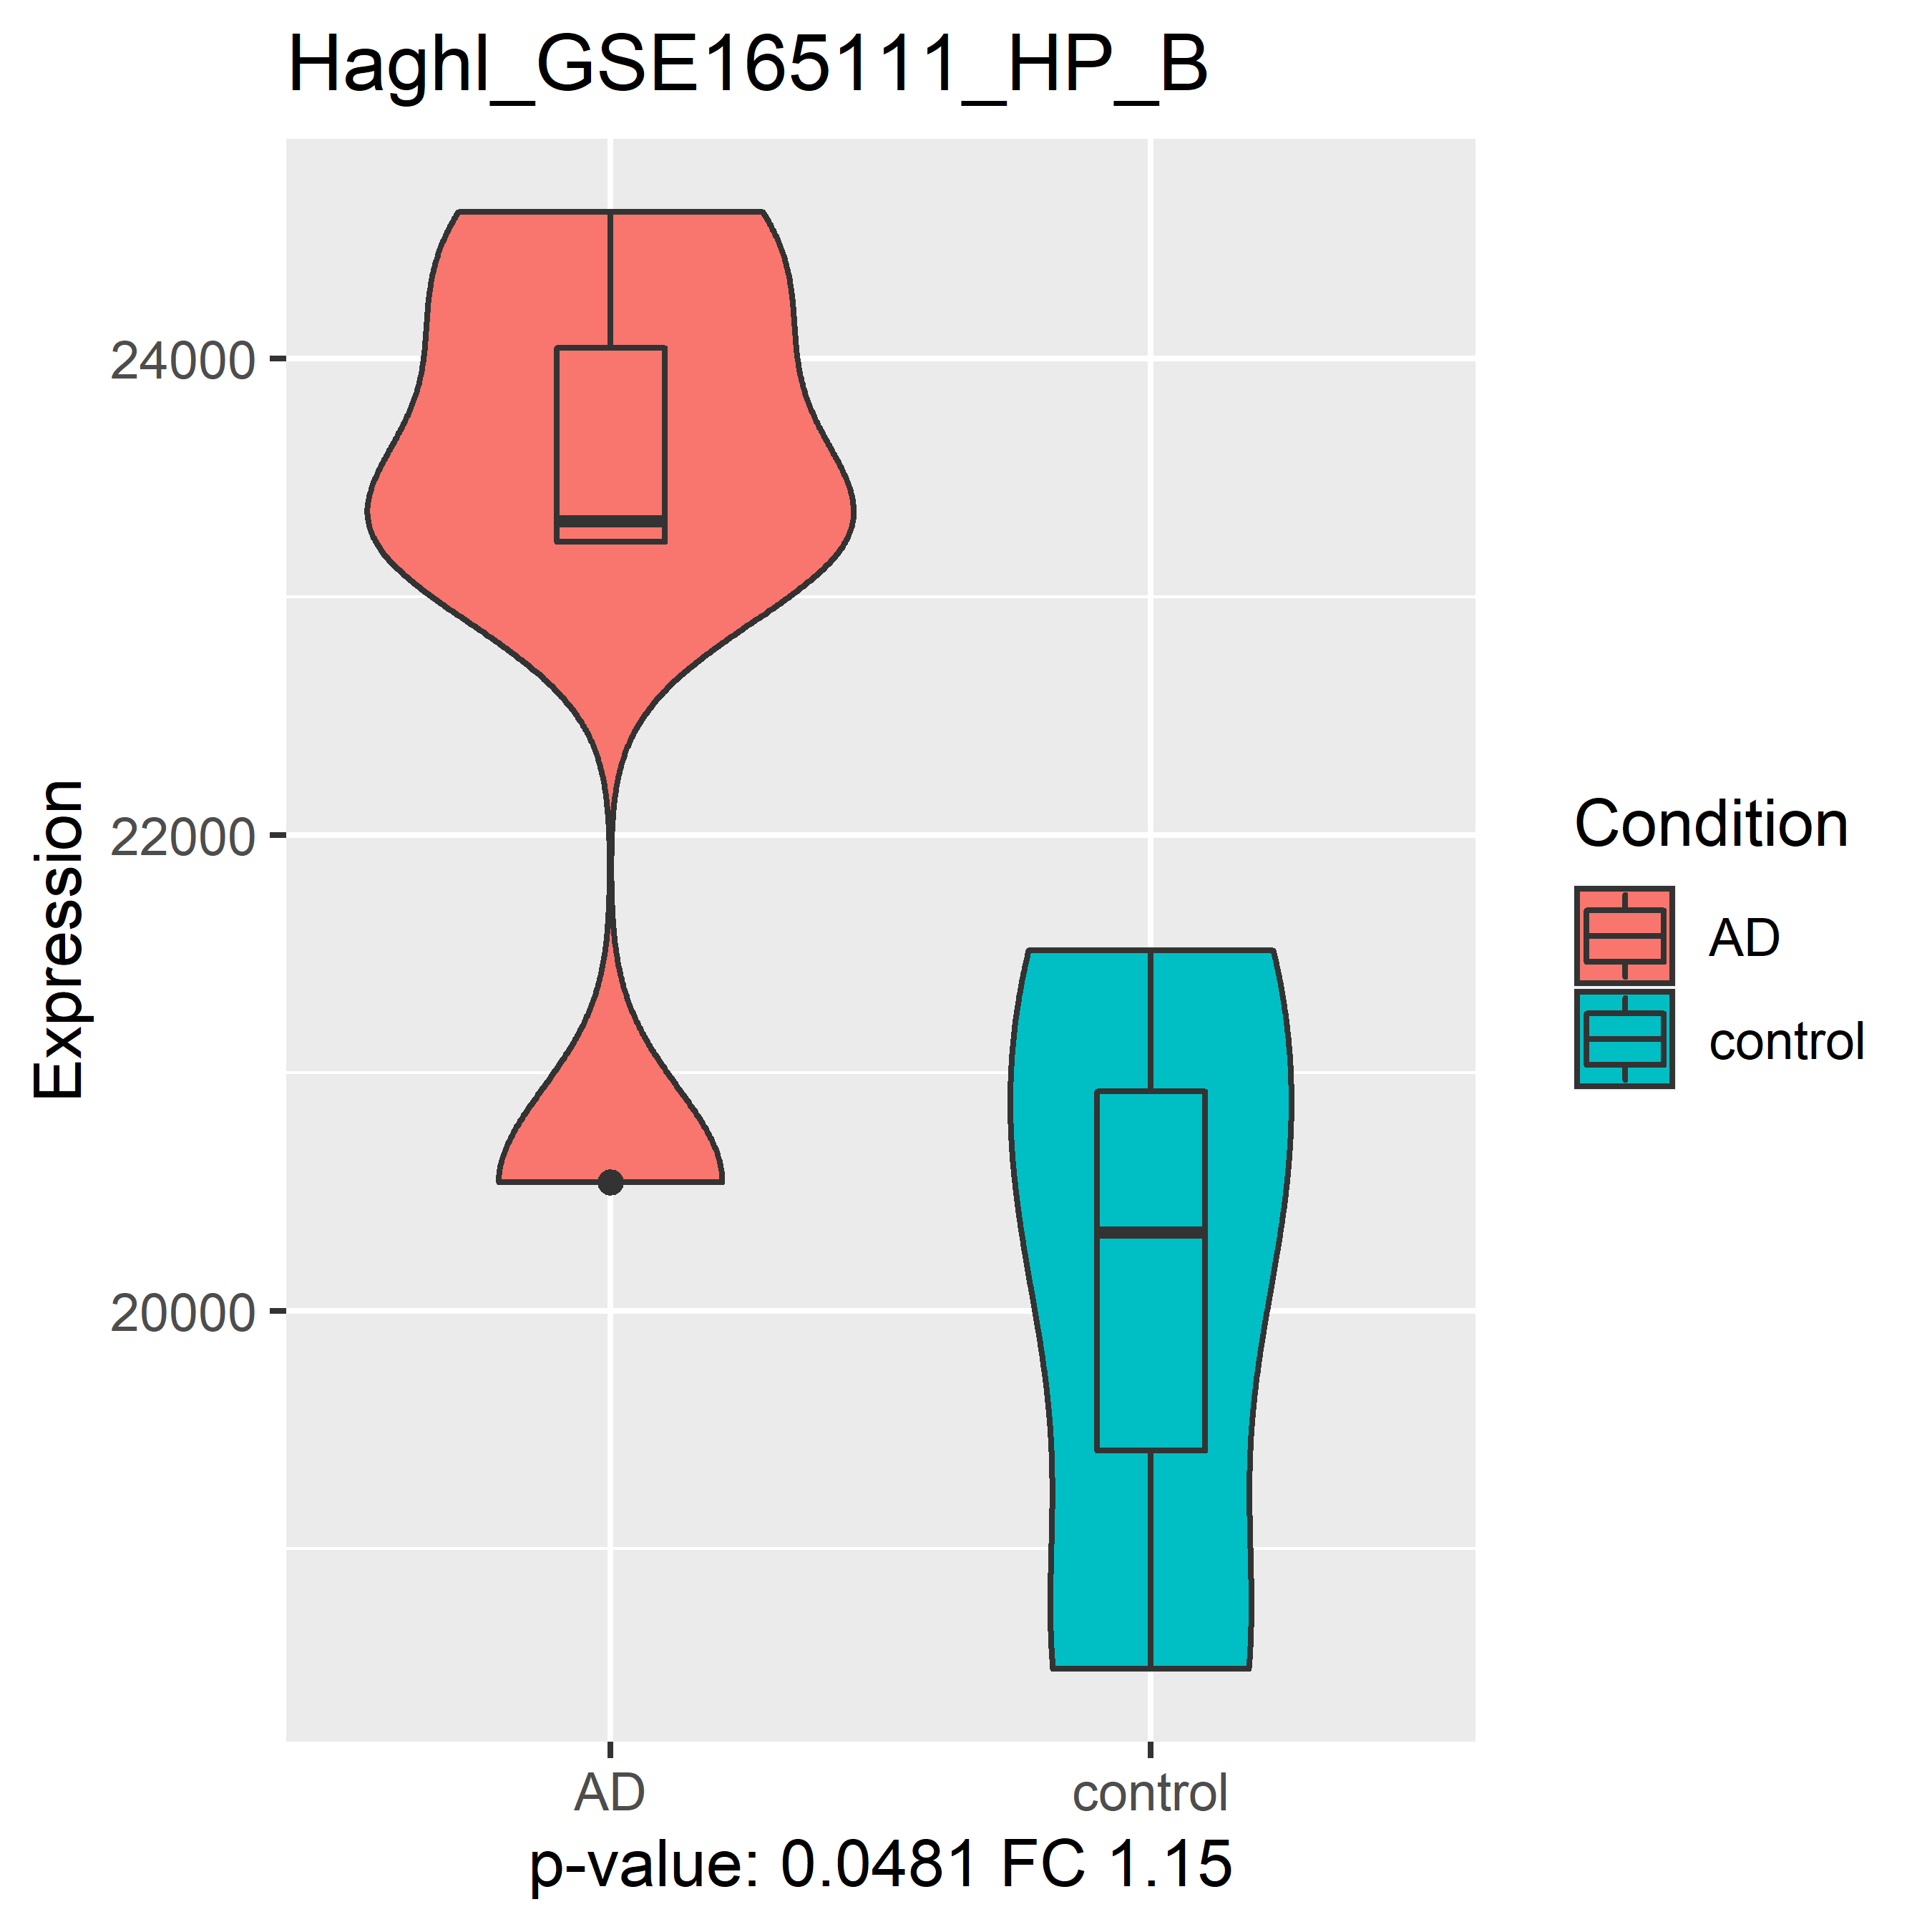 Haghl_GSE165111_HP_B
Expression
24000
22000
20000
AD
control
p-value: 0.0481 FC 1.15
Condition
AD
control